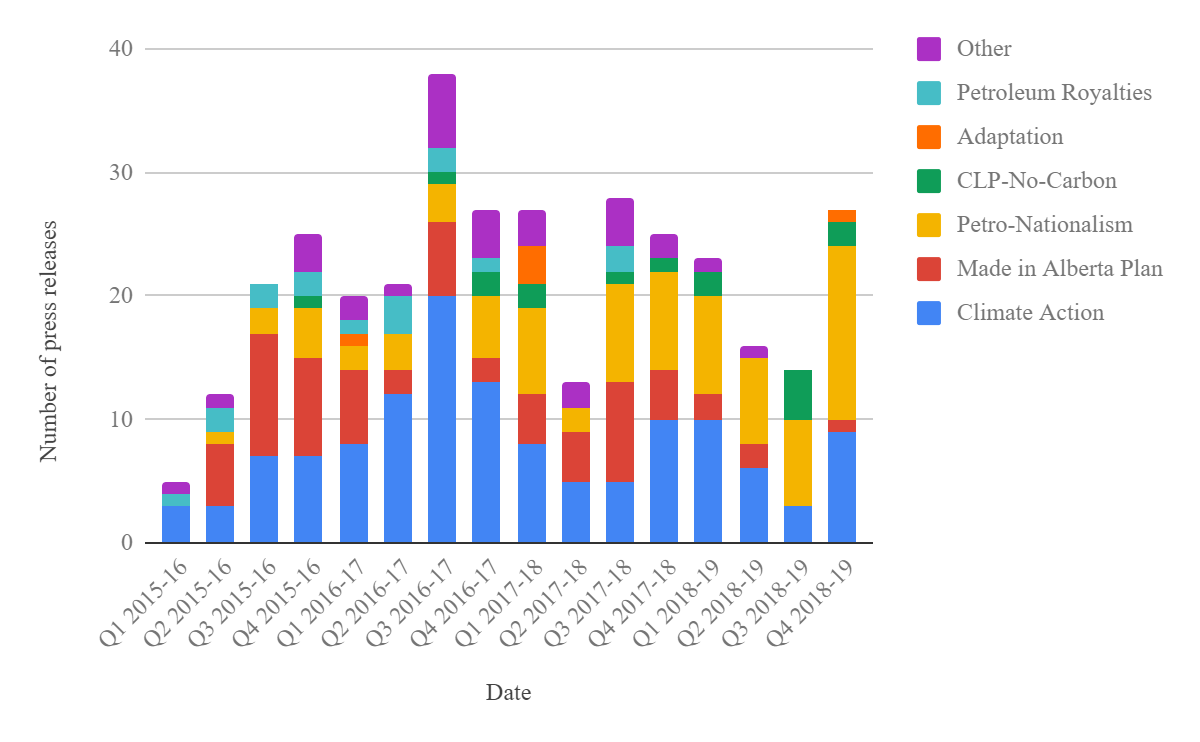 Number of press releases
40
30
20
10
0
Q1 2015-16
Q2 2015-16
Q3 2015-16
Q4 2015-16
Q1 2016-17
Q2 2016-17
Q3 2016-17
Q4 2016-17
Q1 2017-18
Q2 2017-18
Q3 2017-18
Q4 2017-18
Q1 2018-19
Q2 2018-19
Q3 2018-19
Q4 2018-19
Date
Other
Petroleum Royalties
Adaptation
CLP-No-Carbon
Petro-Nationalism
Made in Alberta Plan
Climate Action